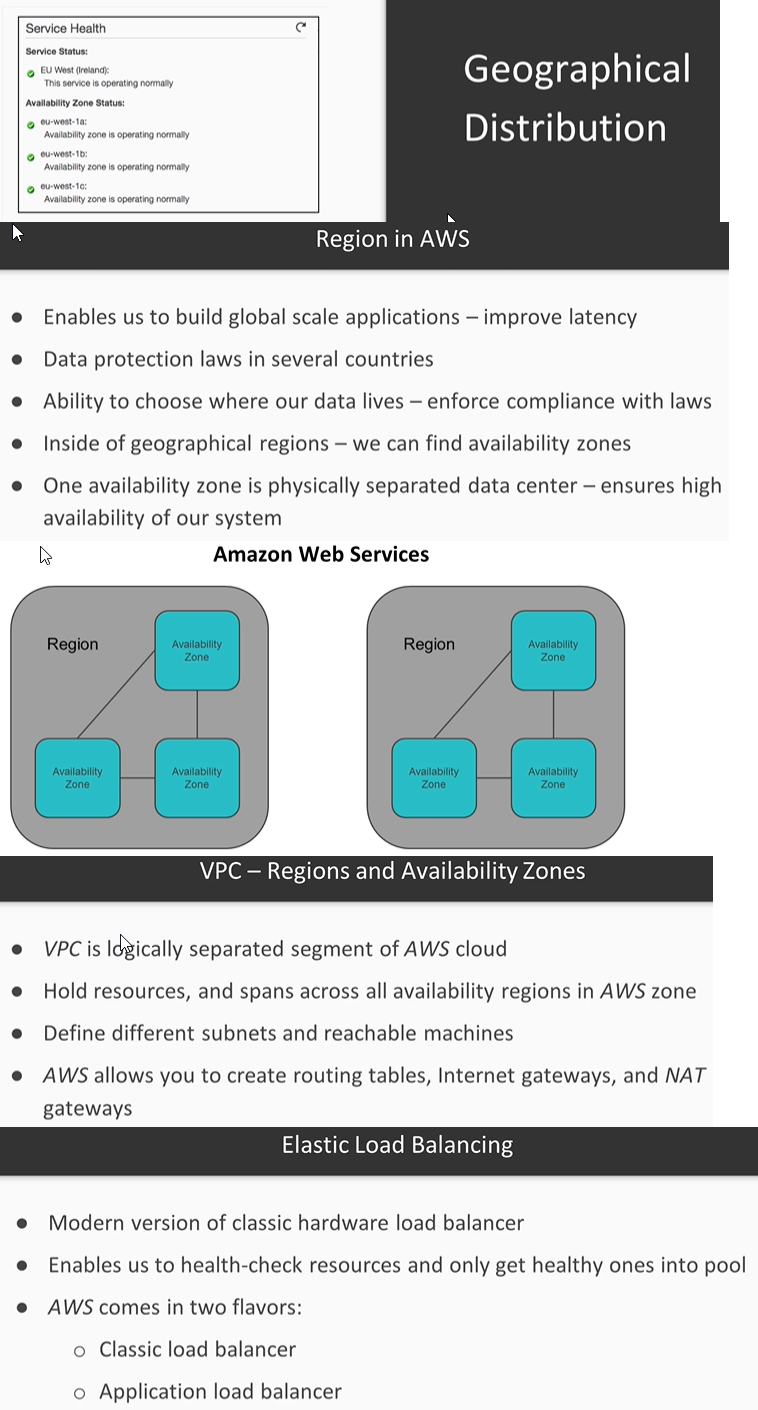 Service Health
Service Status:
EU West (Ireland):
This service is operating normally
Availability Zone Status:
eu-west-1a:
Availability zone is operating normally
eu-west-1b:
Availability zone is operating normally
eu-west-1c:
Availability zone is operating normally
Geographical
Distribution
Region in AWS
● Enables us to build global scale applications – improve latency
● Data protection laws in several countries
● Ability to choose where our data lives – enforce compliance with laws
● Inside of geographical regions – we can find availability zones
● One availability zone is physically separated data center – ensures high
availability of our system
Amazon Web Services
Region
Availability
Zone
Availability
Zone
Availability
Zone
Region
Availability
Zone
Availability
Zone
Availability
Zone
VPC – Regions and Availability Zones
● VPC is logically separated segment of AWS cloud
● Hold resources, and spans across all availability regions in AWS zone
● Define different subnets and reachable machines
● AWS allows you to create routing tables, Internet gateways, and NAT
gateways
Elastic Load Balancing
● Modern version of classic hardware load balancer
● Enables us to health-check resources and only get healthy ones into pool
● AWS comes in two flavors:
o Classic load balancer
o Application load balancer